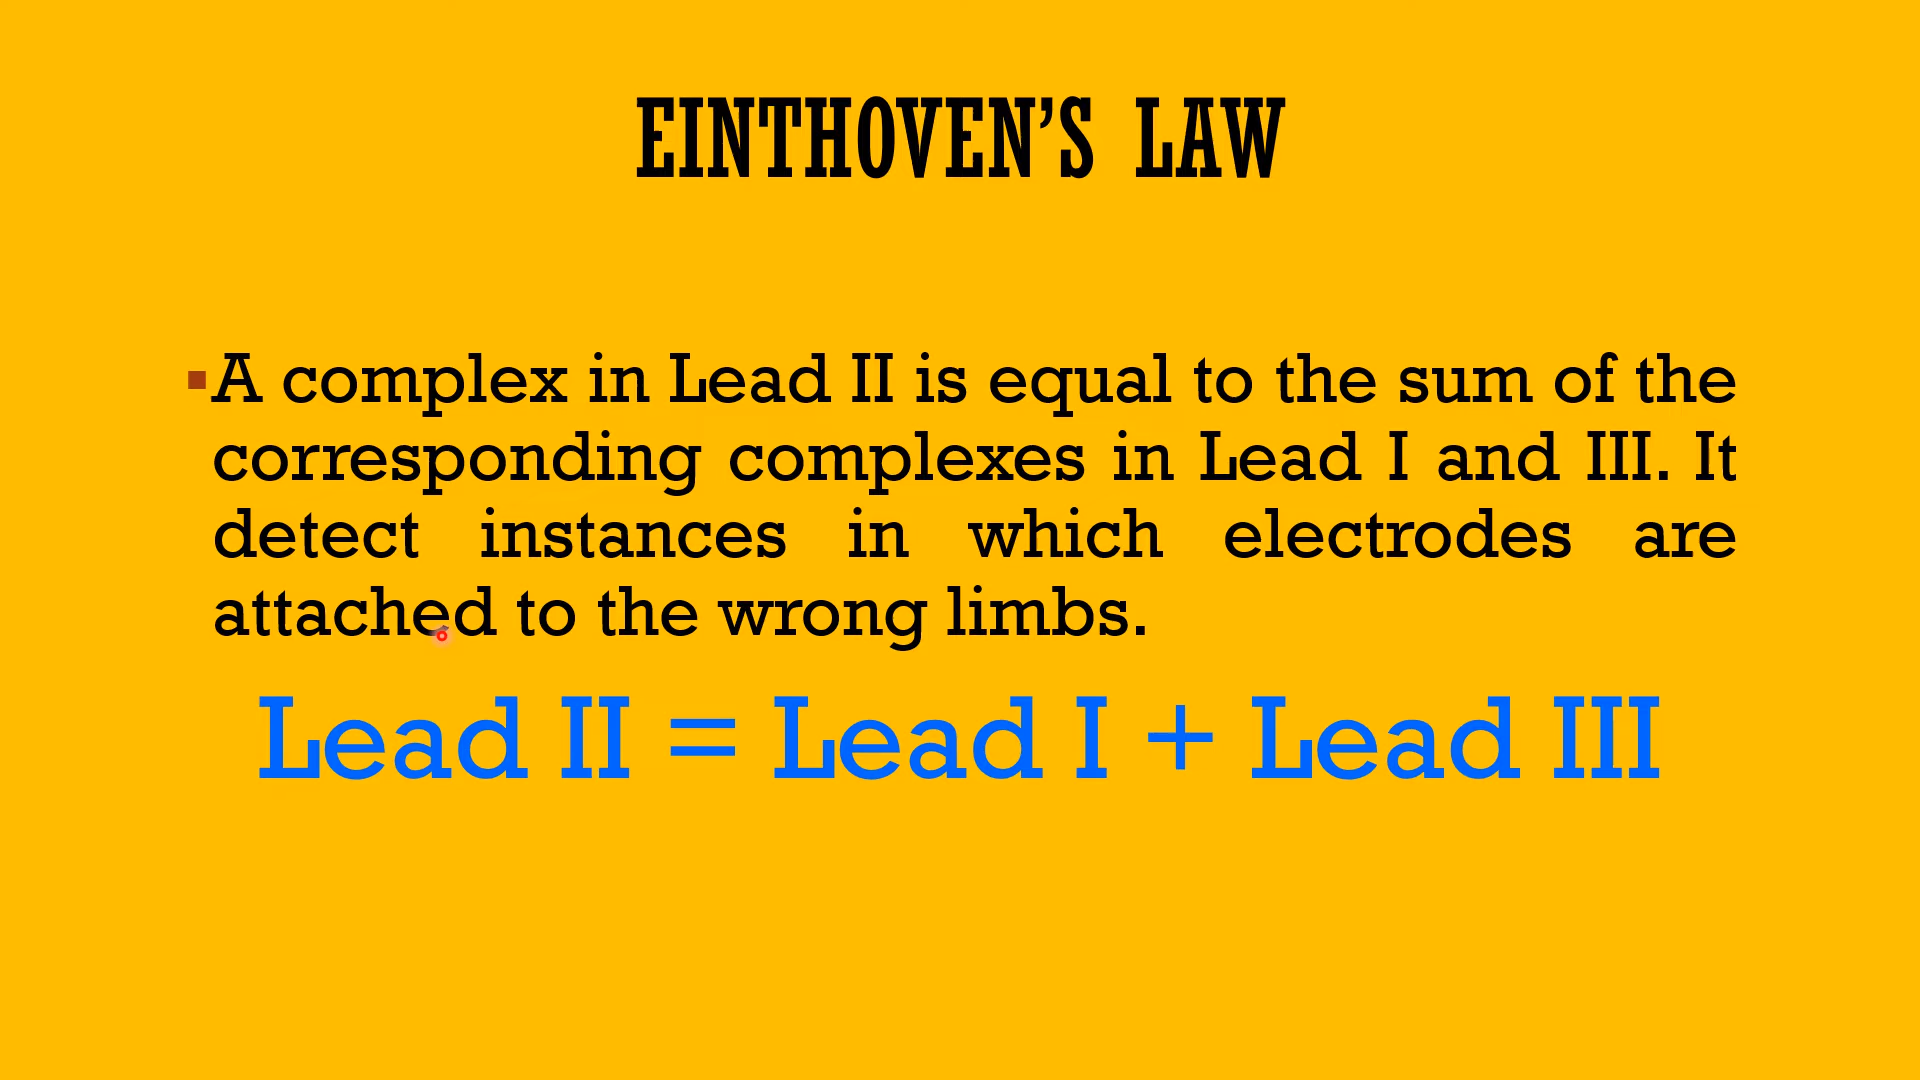 EINTHOVEN’S LAW
▪A complex in Lead II is equal to the sum of the
corresponding complexes in Lead I and III. It
detect instances in which electrodes are
attached to the wrong limbs.
Lead II = Lead I + Lead III